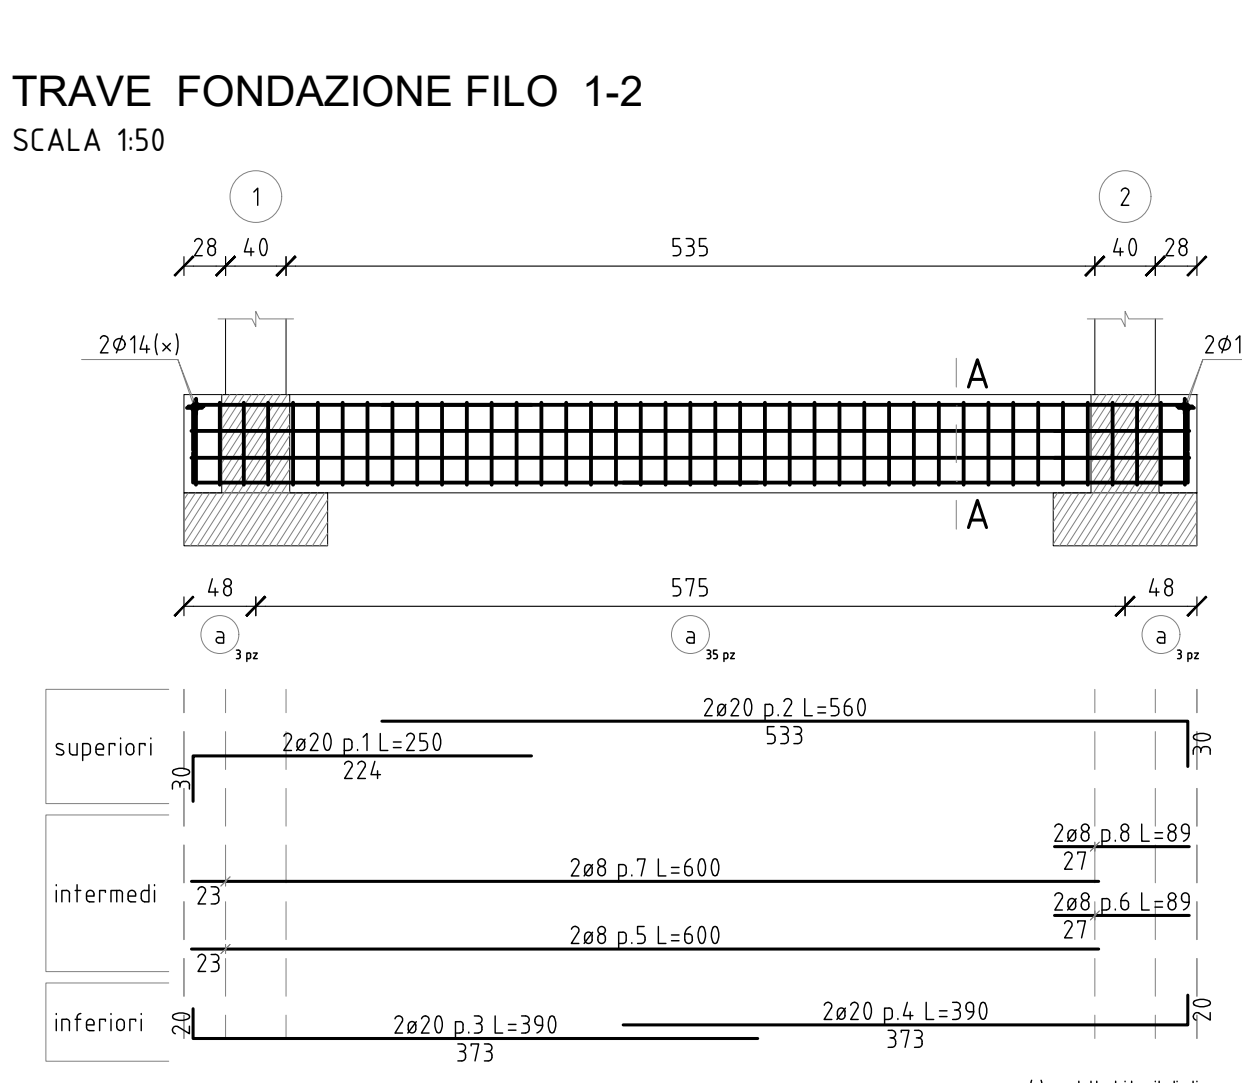 TRAVE FONDAZIONE FILO 1-2
SCALA 1:50
1 2
28 40 535 40 28
2Ø14(×) 2Ø1
A
A
48 575 48
a 3 pz a 35 pz a 3 pz
superiori
2ø20 p.2 L=560
533
30
2ø20 p.1 L=250
224
30
intermedi
2ø8 p.8 L=89
27
2ø8 p.7 L=600
23
2ø8 p.6 L=89
27
2ø8 p.5 L=600
23
inferiori
20
2ø20 p.4 L=390
373
20
2ø20 p.3 L=390
373